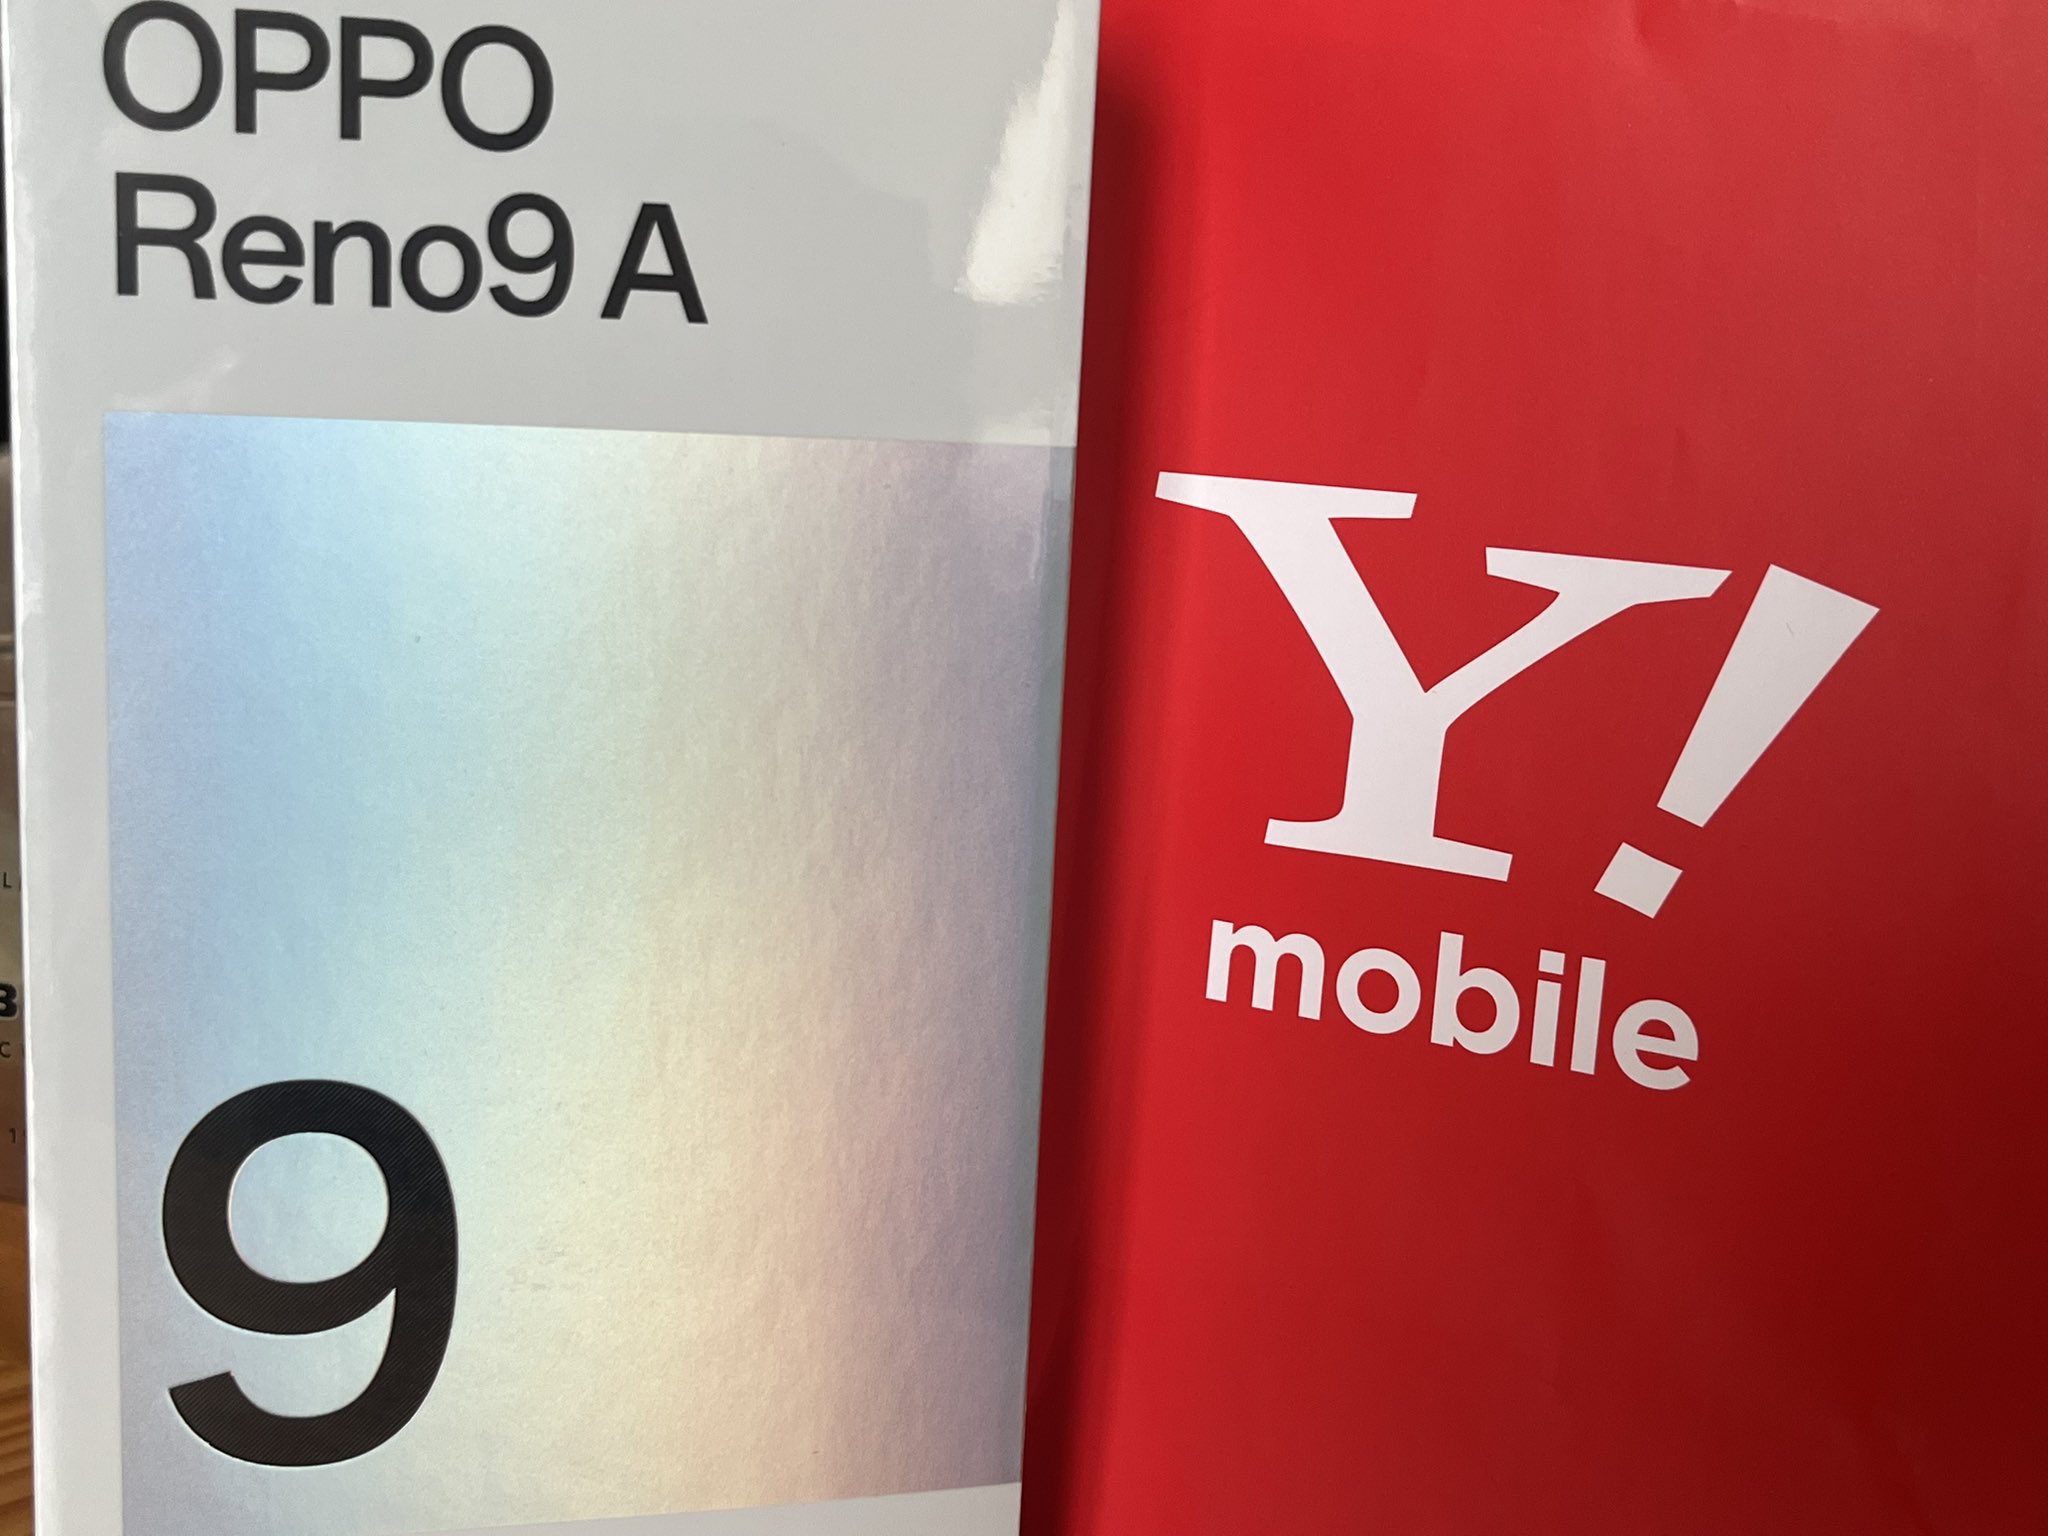 OPPO
Reno9 A
9
Y!
mobile